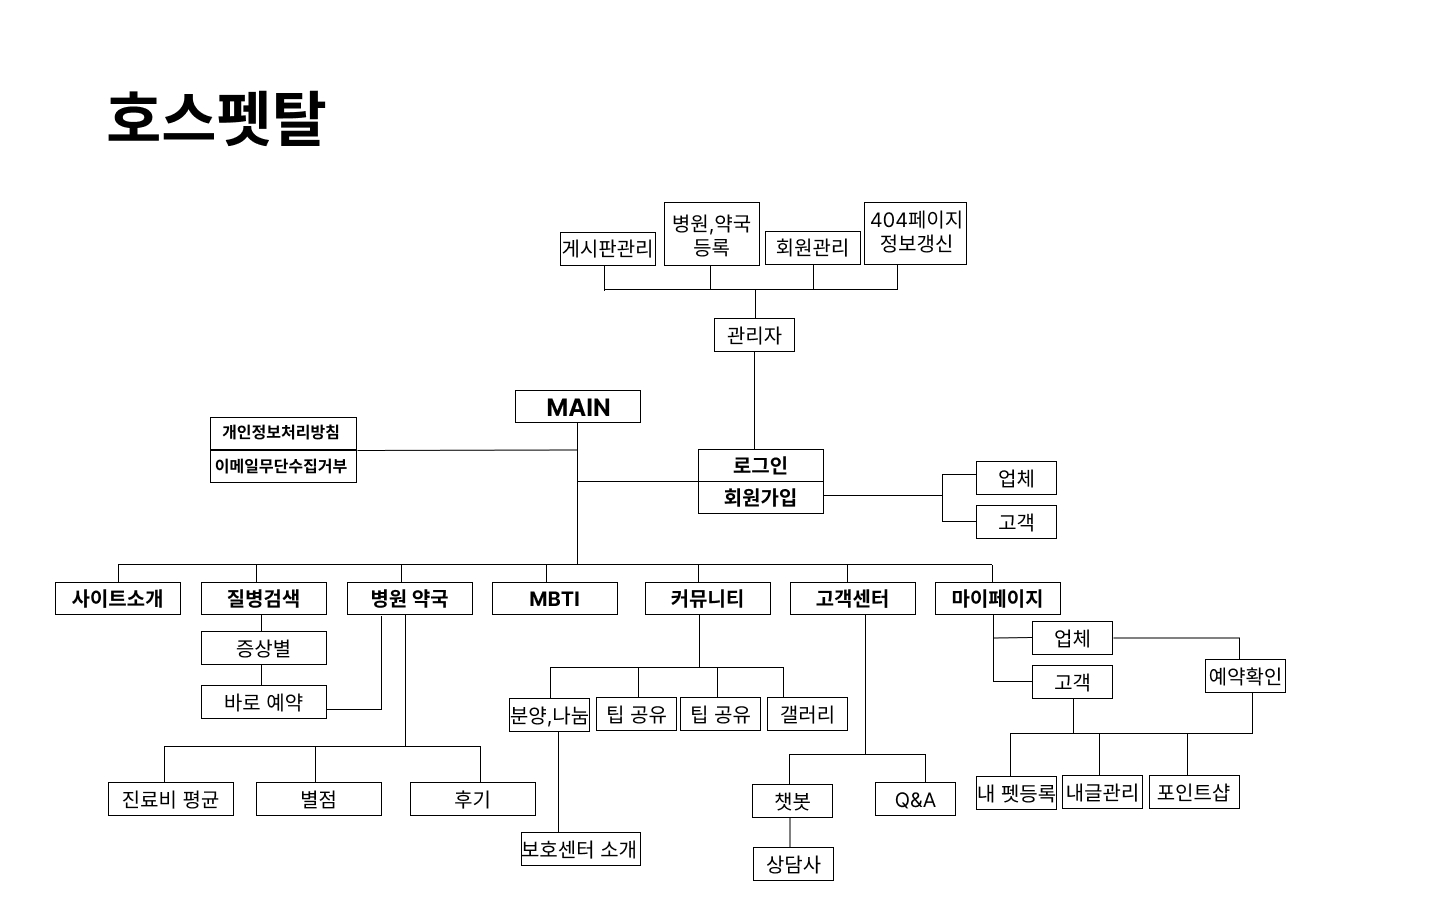 호스펫탈
게시판관리
병원,약국
등록
회원관리
404페이지
정보갱신
관리자
MAIN
개인정보처리방침
이메일무단수집거부
로그인
회원가입
업체
고객
사이트소개
질병검색
병원 약국
MBTI
커뮤니티
고객센터
마이페이지
증상별
바로 예약
업체
고객
예약확인
분양,나눔
팁 공유
팁 공유
갤러리
진료비 평균
별점
후기
챗봇
Q&A
내 펫등록
내글관리
포인트샵
보호센터 소개
상담사